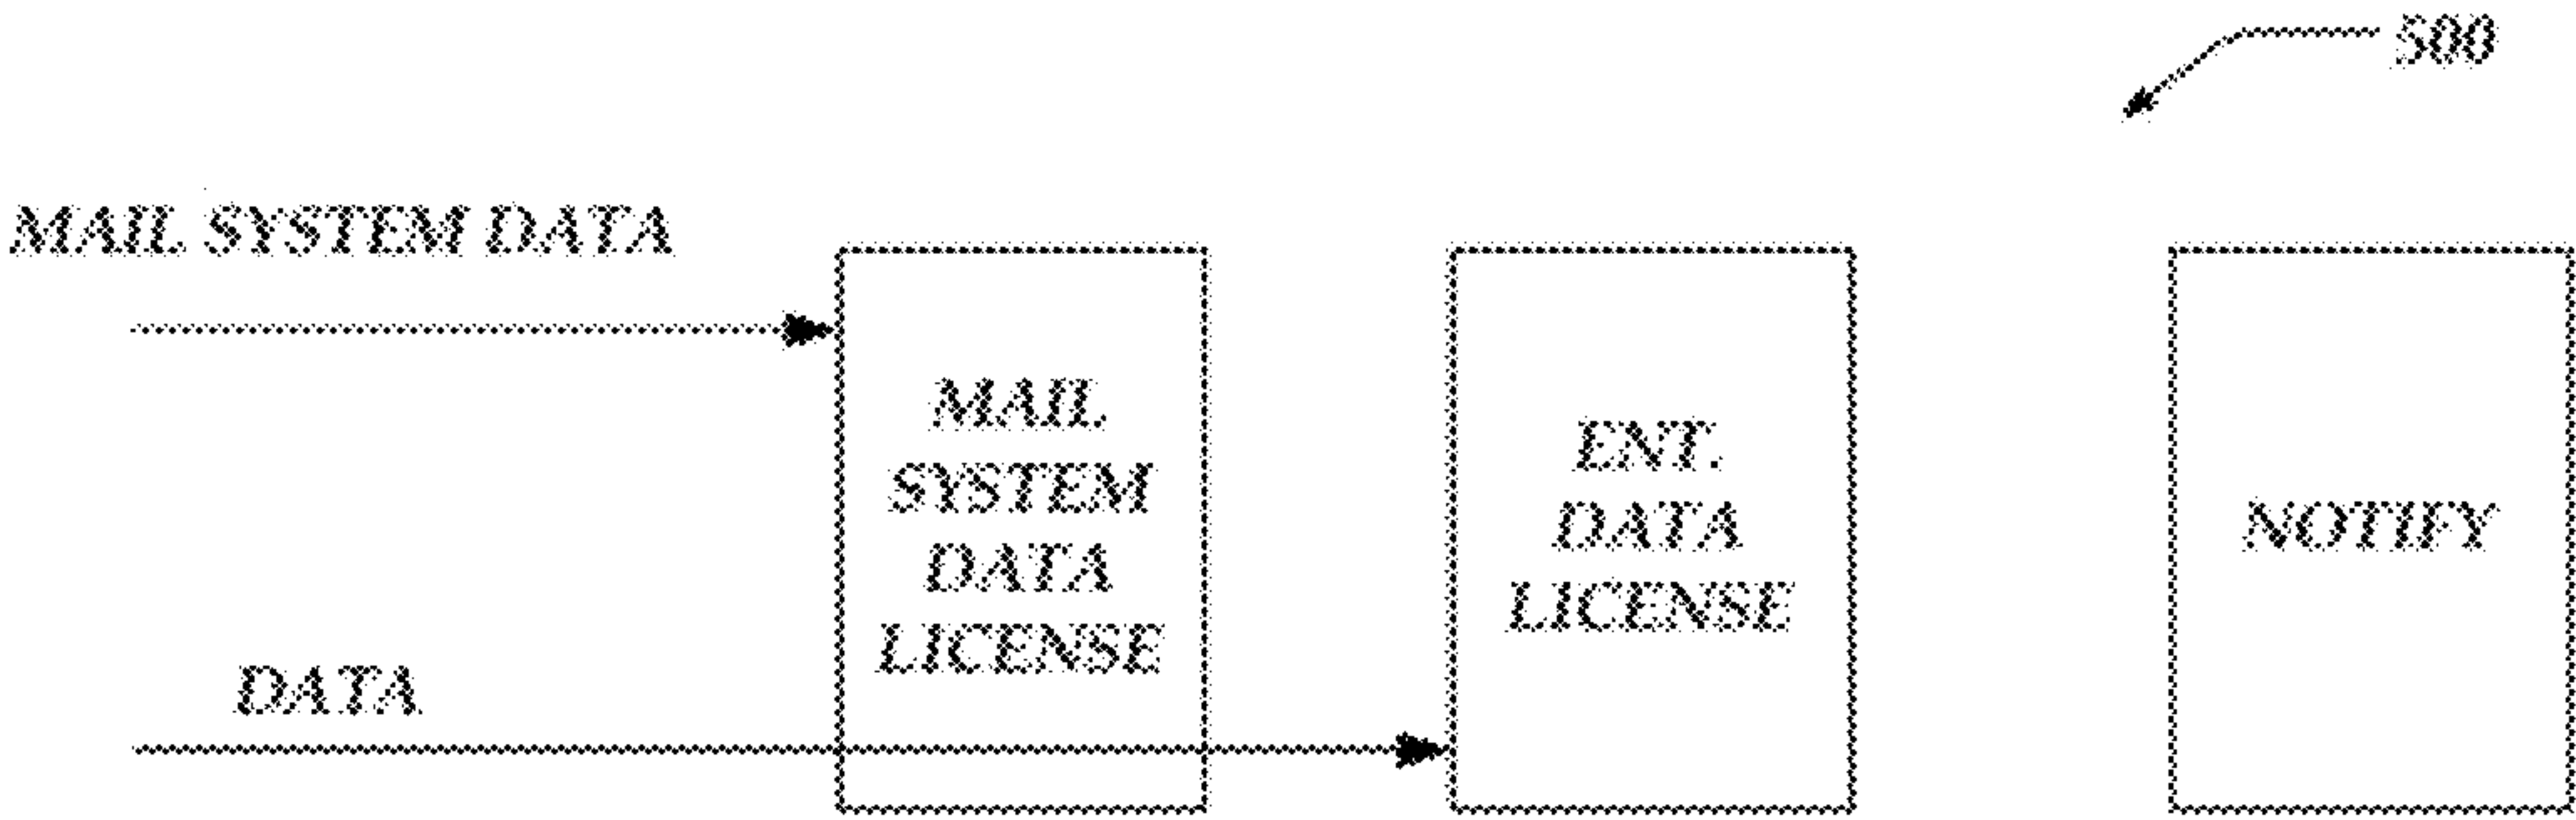 500
MAIL SYSTEM DATA
MAIL
SYSTEM
DATA
LICENSE
ENT.
DATA
LICENSE
NOTIFY
DATA